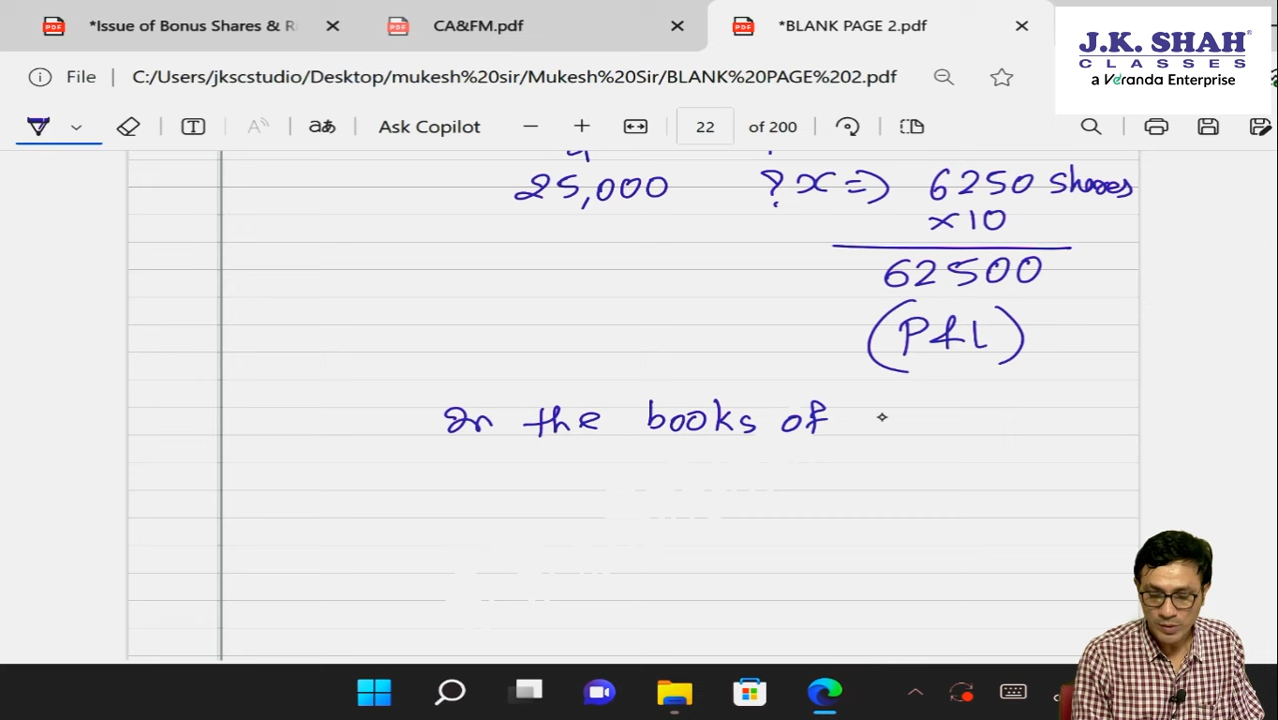 *Issue of Bonus Shares & Ri
CA&FM.pdf
*BLANK PAGE 2.pdf
J.K. SHAH®
CLASSES
a Veranda Enterprise
File
C:/Users/jkscstudio/Desktop/mukesh%20sir/Mukesh%20Sir/BLANK%20PAGE%202.pdf
Ask Copilot
22
of 200
25,000 ? x => 6250 Shares
×10
62500
(P&L)
In the books of